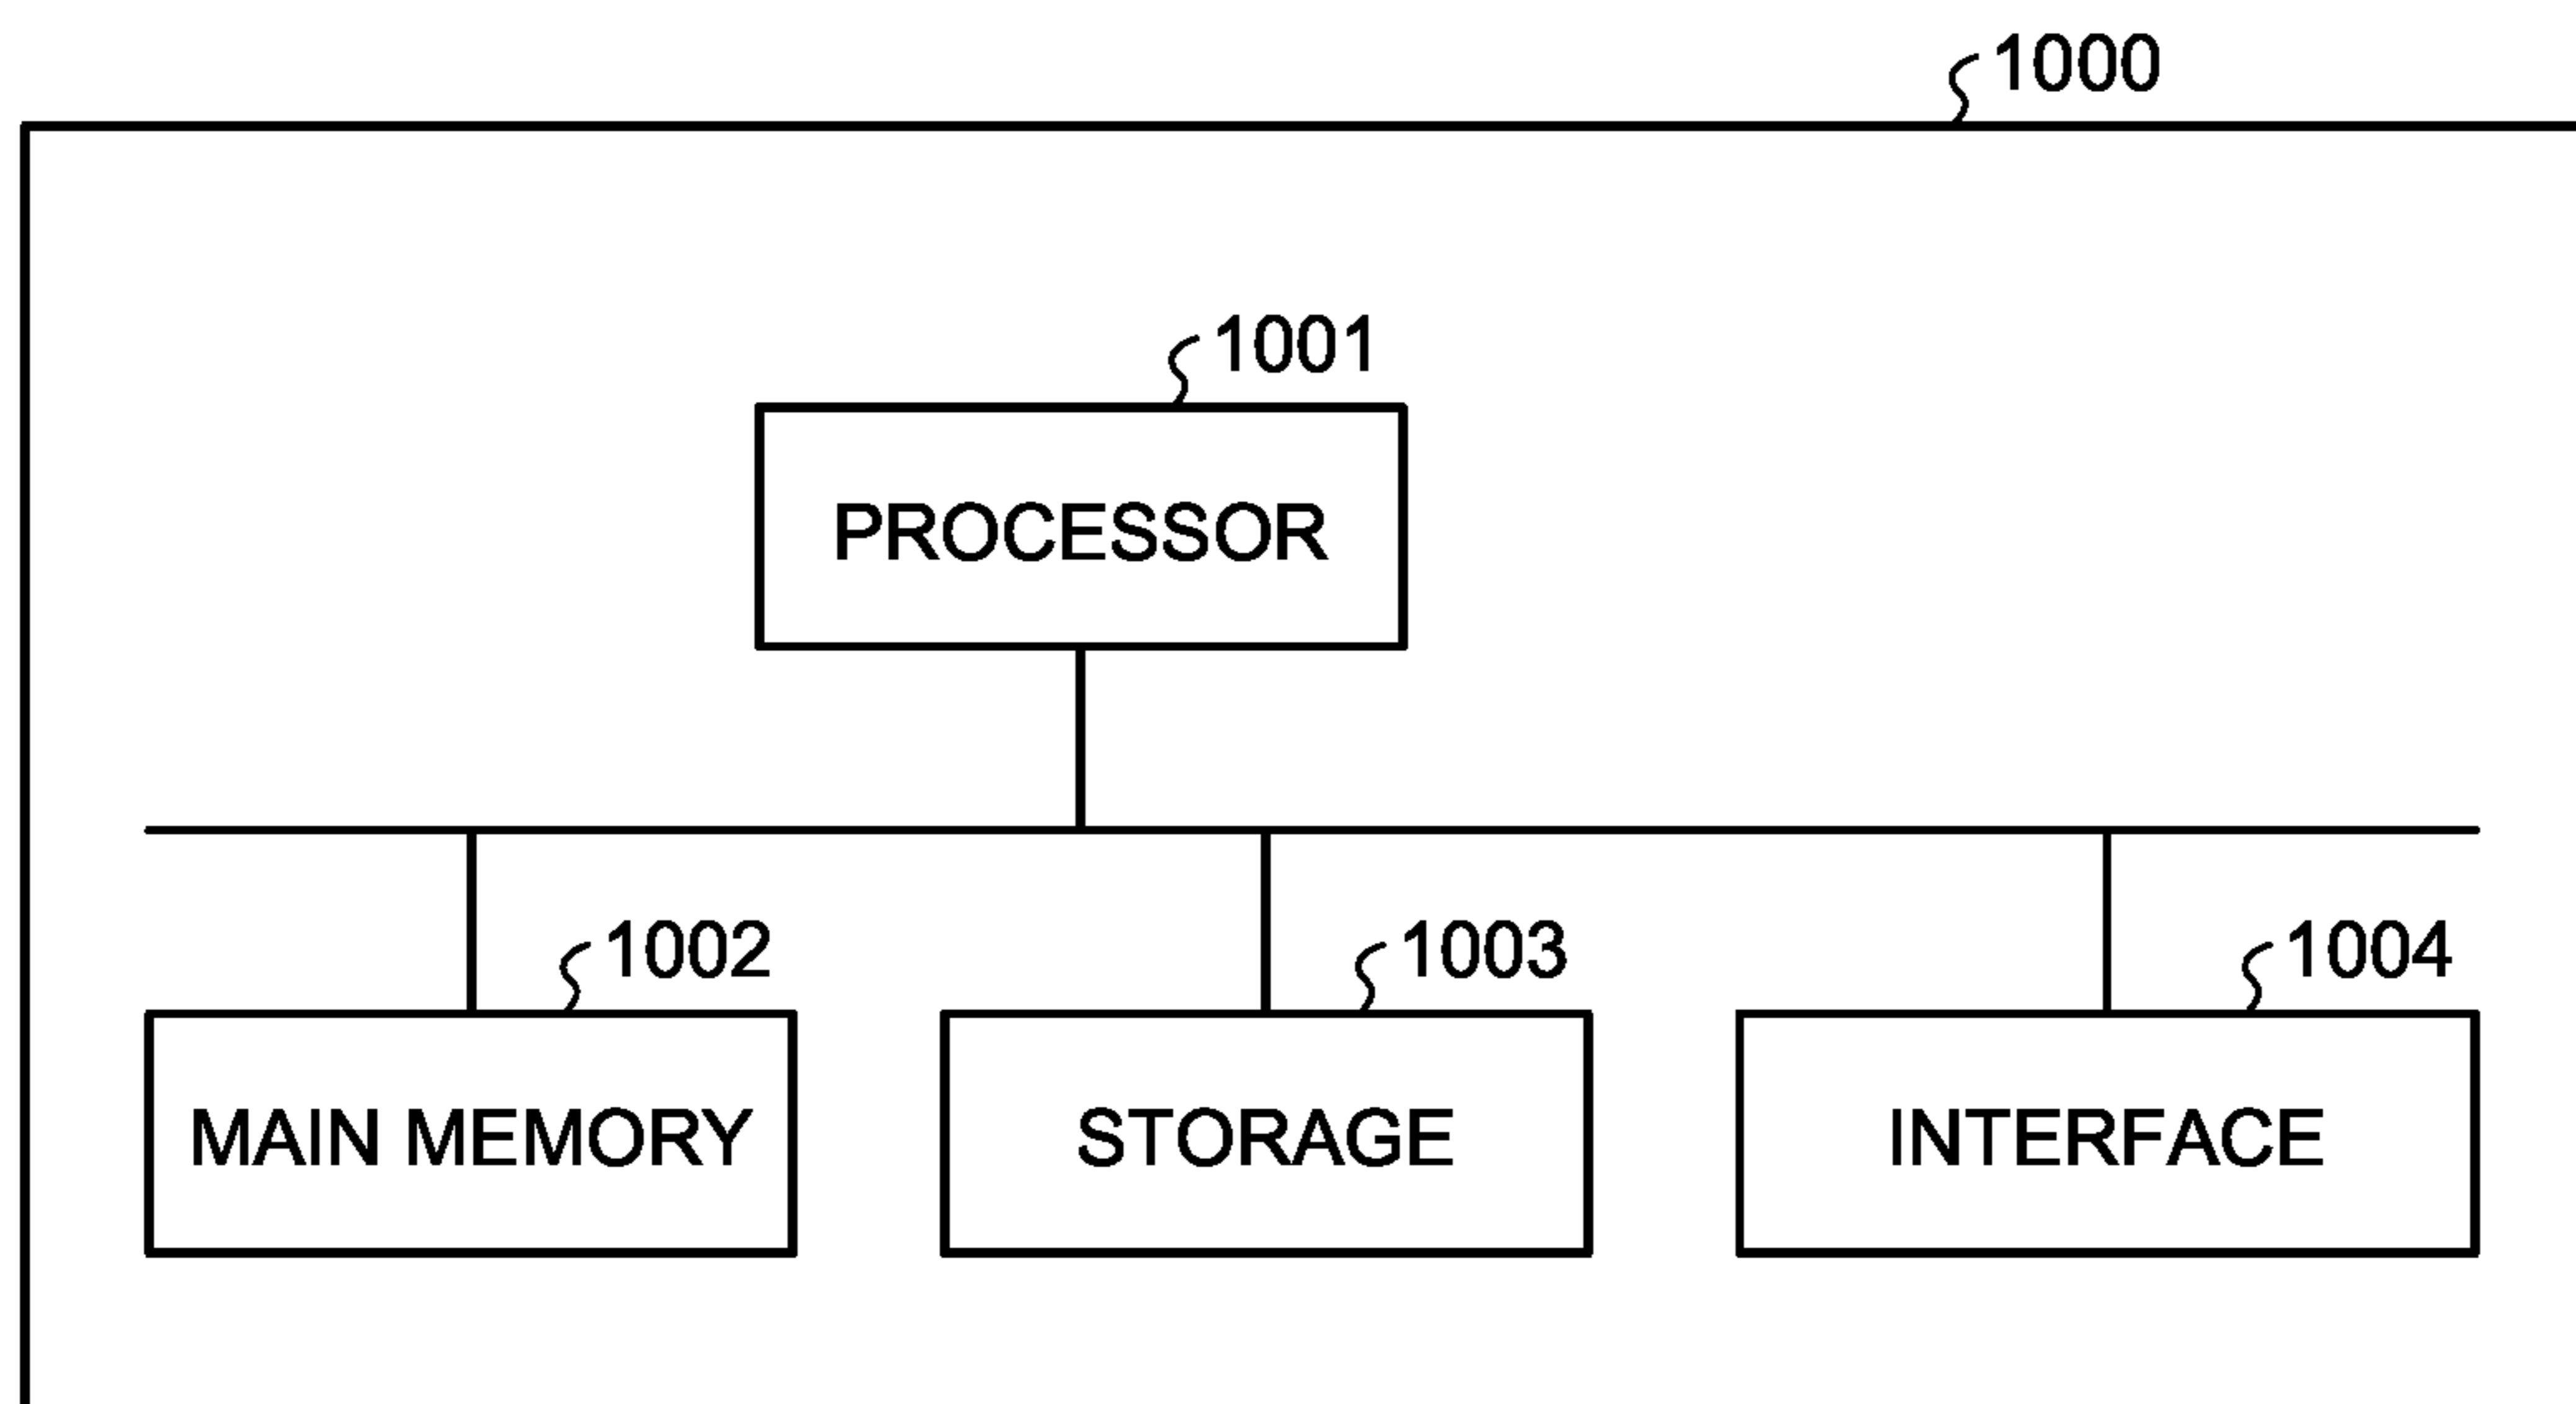 1000
1001
PROCESSOR
1002
1003
1004
MAIN MEMORY
STORAGE
INTERFACE